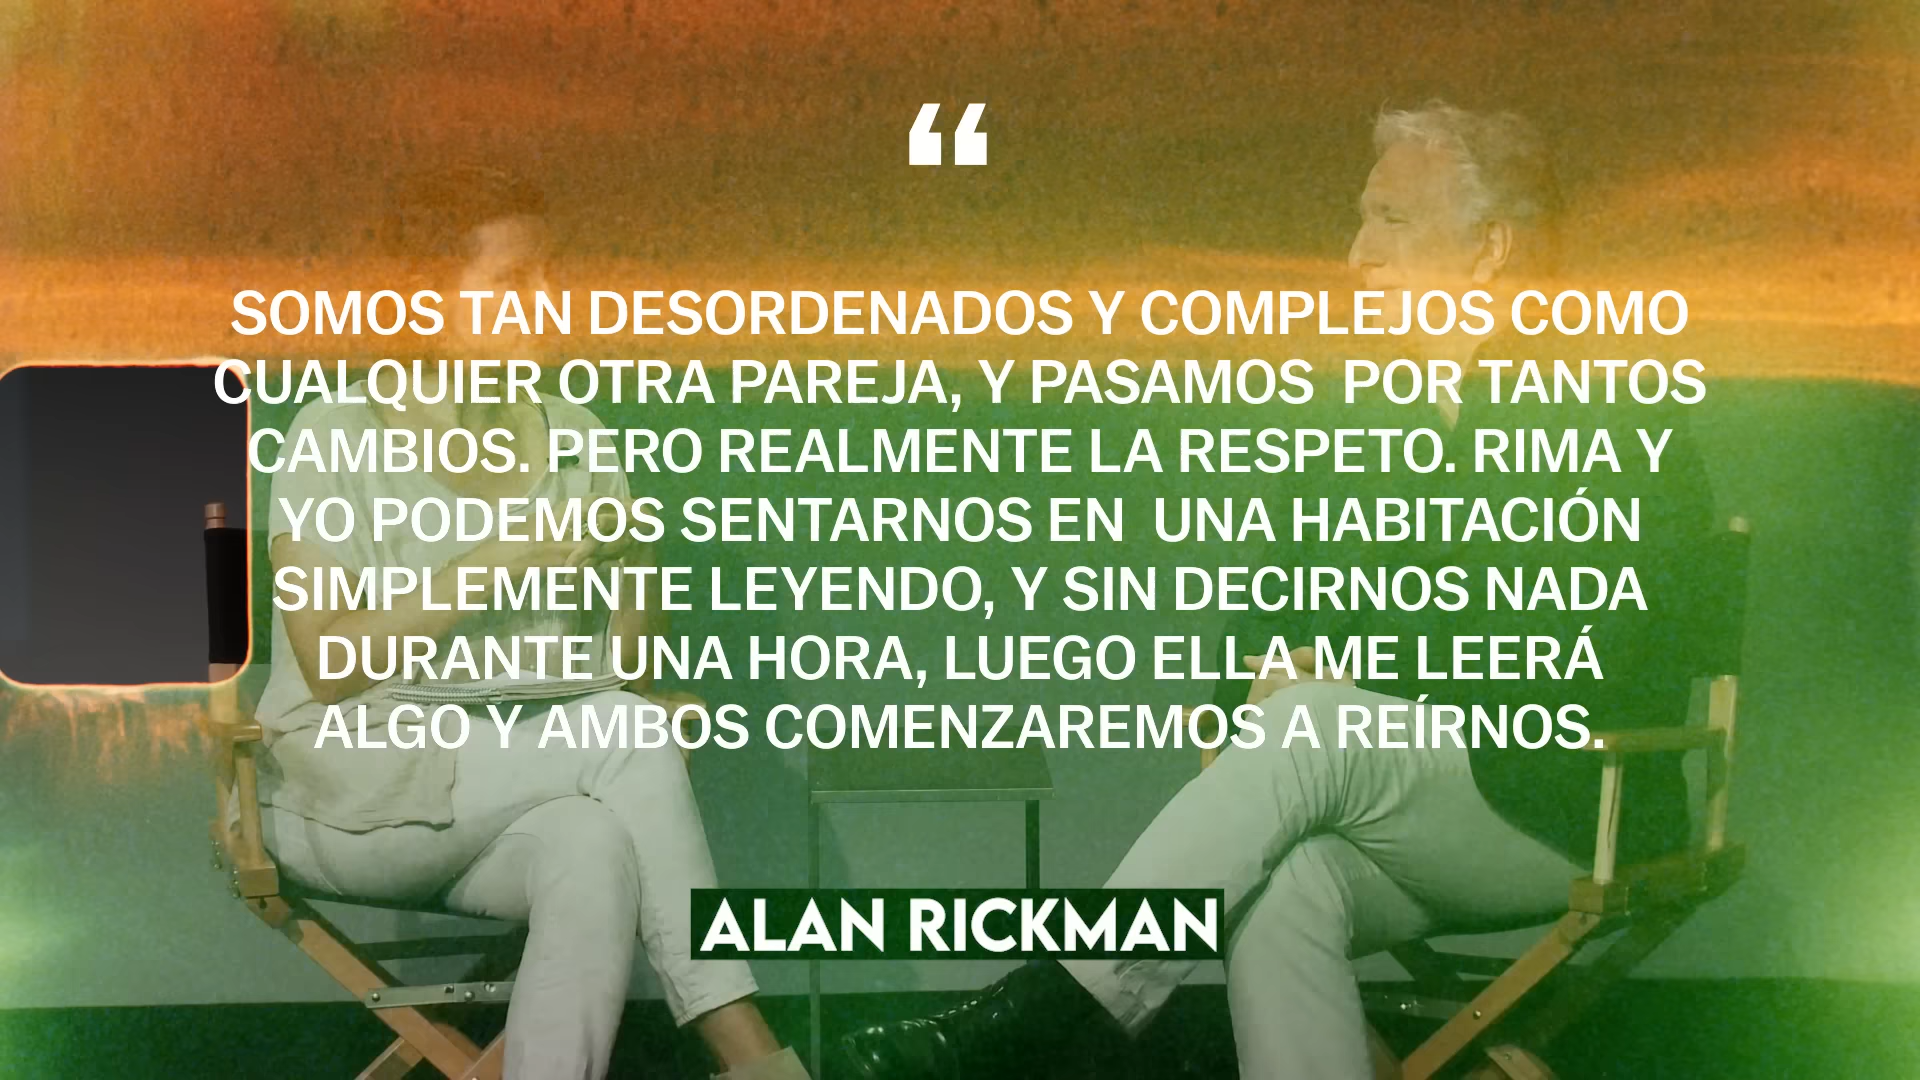 “
SOMOS TAN DESORDENADOS Y COMPLEJOS COMO
CUALQUIER OTRA PAREJA, Y PASAMOS POR TANTOS
CAMBIOS. PERO REALMENTE LA RESPETO. RIMA Y
YO PODEMOS SENTARNOS EN UNA HABITACIÓN
SIMPLEMENTE LEYENDO, Y SIN DECIRNOS NADA
DURANTE UNA HORA, LUEGO ELLA ME LEERÁ
ALGO Y AMBOS COMENZAREMOS A REÍRNOS.
ALAN RICKMAN